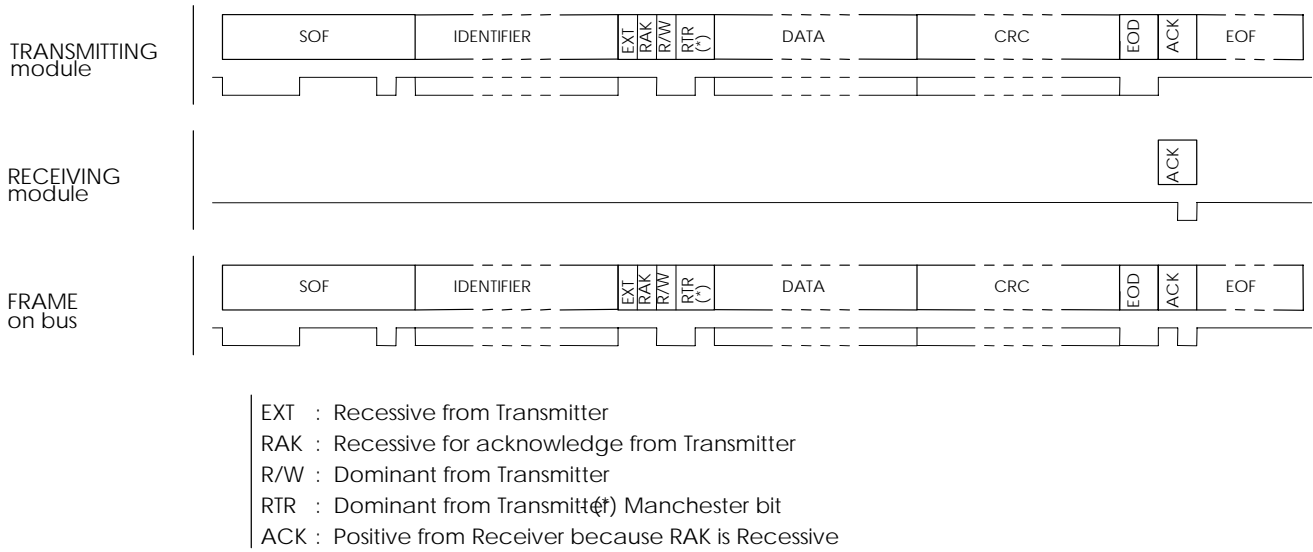 TRANSMITTING
module
SOF IDENTIFIER EXT RAK R/W RTR (*) DATA CRC EOD ACK EOF
RECEIVING
module
ACK
FRAME
on bus
SOF IDENTIFIER EXT RAK R/W RTR (*) DATA CRC EOD ACK EOF
EXT : Recessive from Transmitter
RAK : Recessive for acknowledge from Transmitter
R/W : Dominant from Transmitter
RTR : Dominant from Transmitter - (*) Manchester bit
ACK : Positive from Receiver because RAK is Recessive